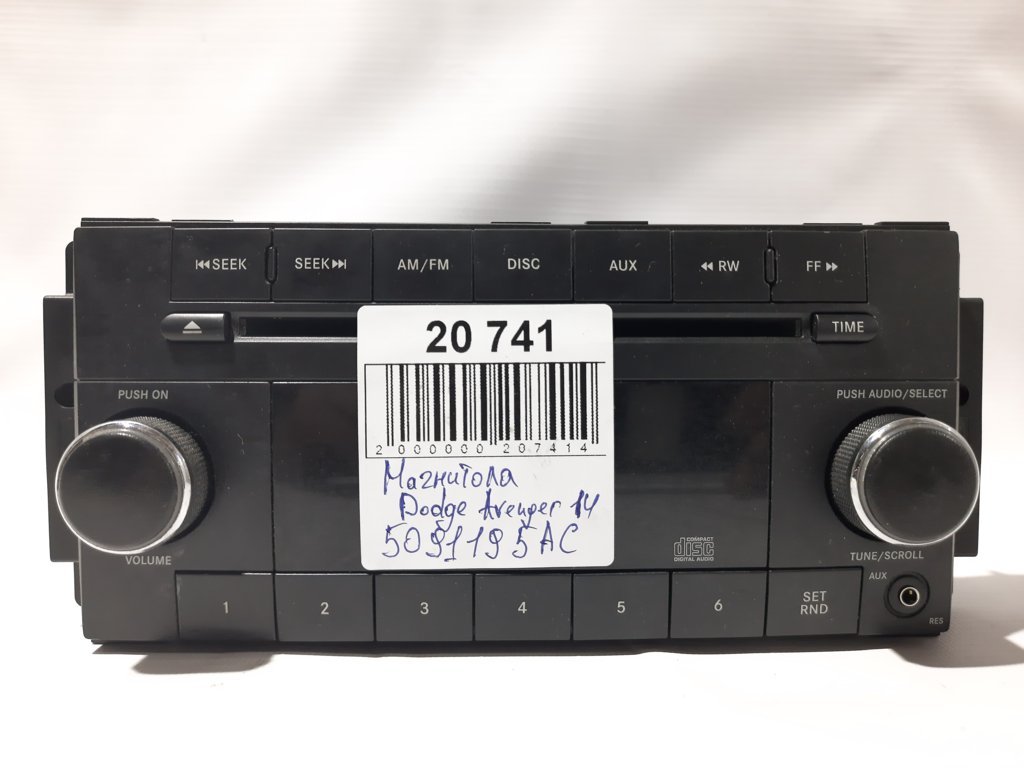 SEEK SEEK AM/FM DISC AUX RW FF
TIME
20 741
2 000000 207414
Магнитола
Dodge Avenger 14
5091195AC
PUSH ON
PUSH AUDIO/SELECT
VOLUME
COMPACT
disc
DIGITAL AUDIO
TUNE/SCROLL
AUX
RES
1 2 3 4 5 6 SET
RND